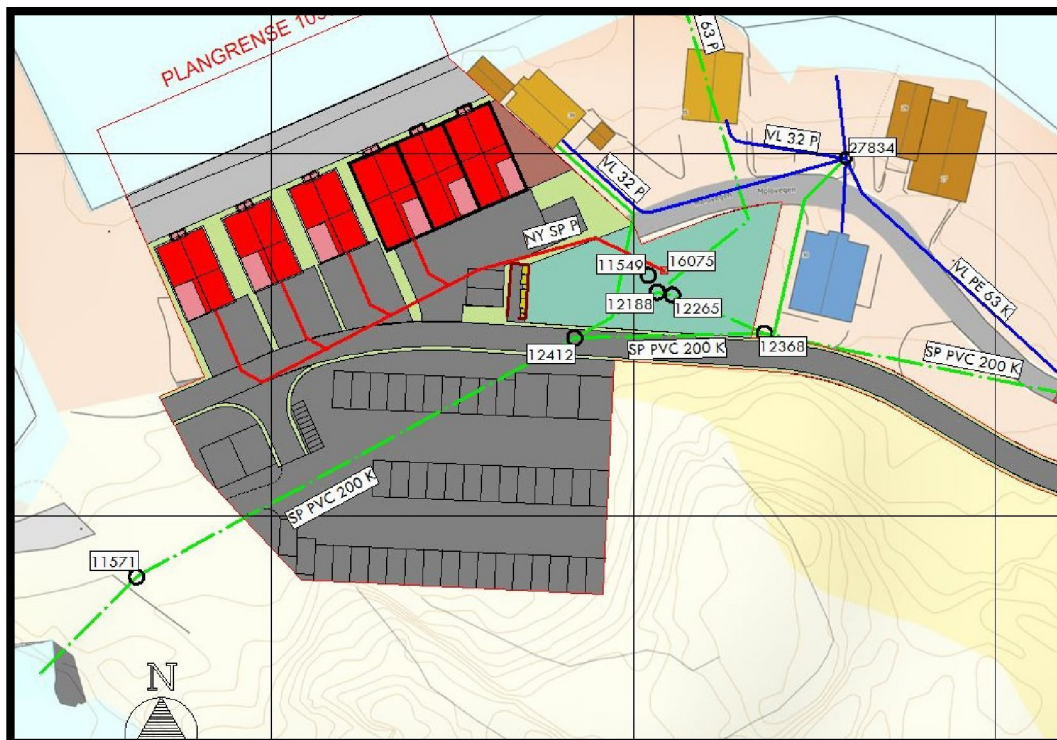 PLANGRENSE
63 P
VL 32 P
27834
VL 32 P
Molovegen
NY SP P
16075
11549
12188
12265
12412
SP PVC 200 K
12368
SP PVC 200 K
VL PE 63 K
SP PVC 200 K
11571
N